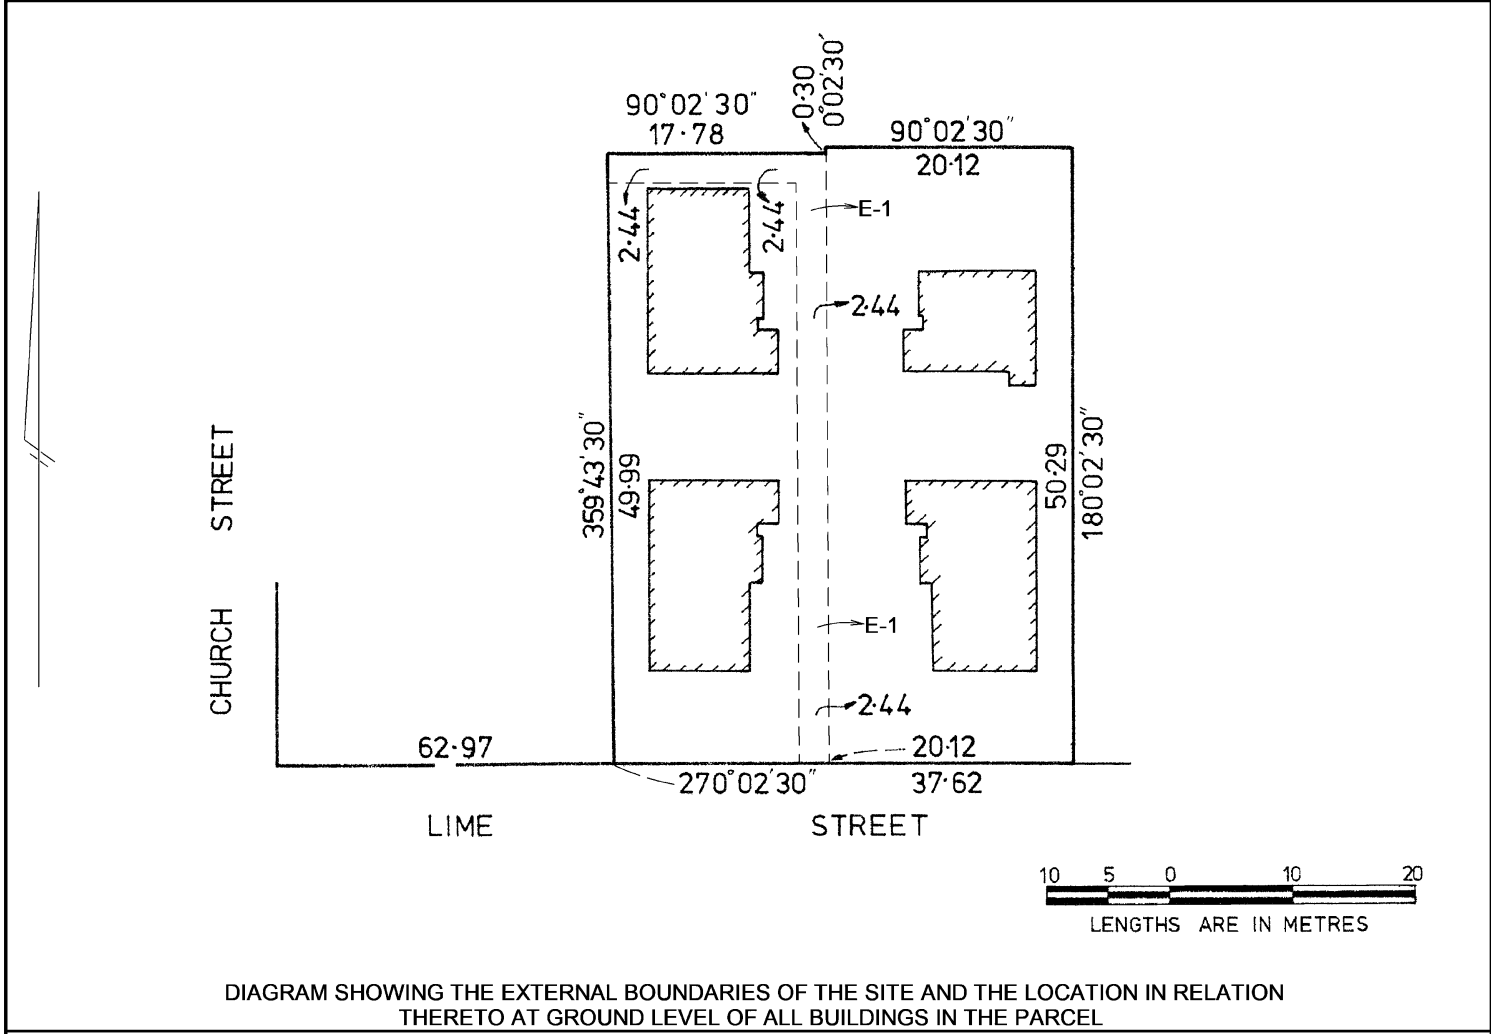 0·30
0°02'30'
90°02'30"
17·78
90°02'30"
20·12
2·44
2·44
E-1
2·44
CHURCH STREET
359°43'30"
49·99
50·29
180°02'30"
E-1
2·44
62·97
20·12
270°02'30"
37·62
LIME STREET
10 5 0 10 20
LENGTHS ARE IN METRES
DIAGRAM SHOWING THE EXTERNAL BOUNDARIES OF THE SITE AND THE LOCATION IN RELATION
THERETO AT GROUND LEVEL OF ALL BUILDINGS IN THE PARCEL